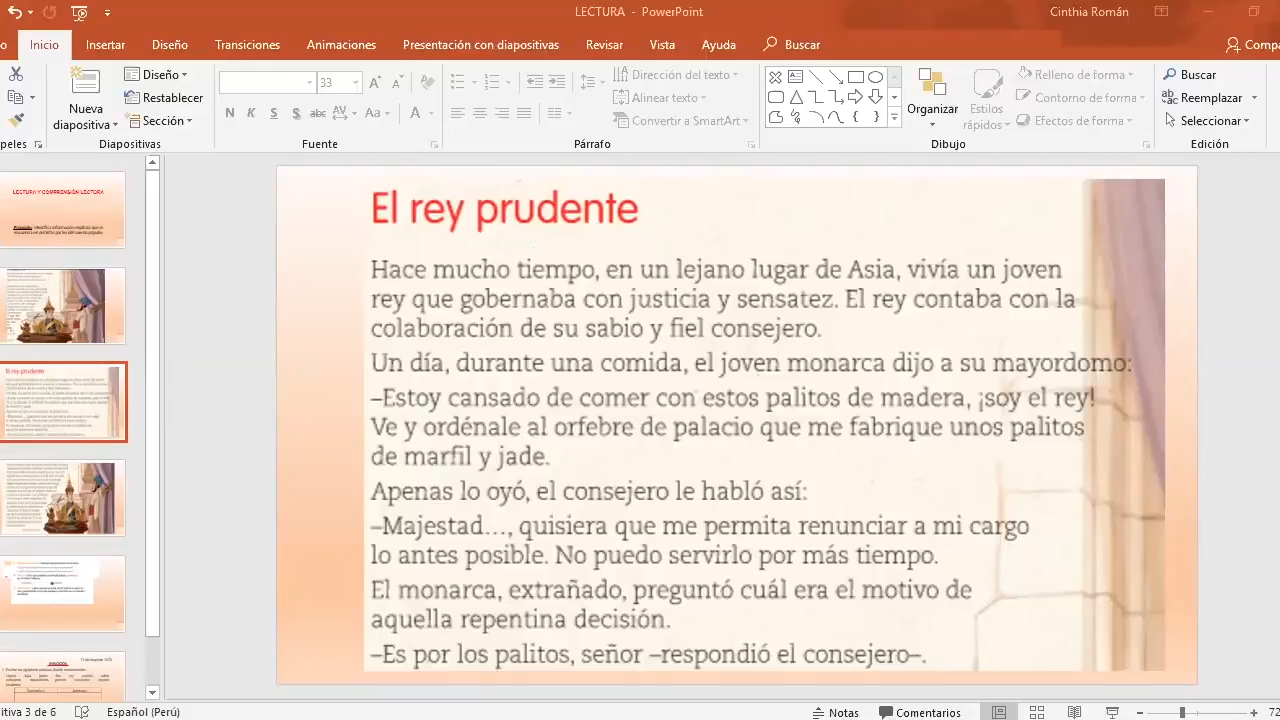 LECTURA - PowerPoint
Cinthia Román
Inicio Insertar Diseño Transiciones Animaciones Presentación con diapositivas Revisar Vista Ayuda Buscar
Diseño
Restablecer
Sección
Nueva
diapositiva
33
Dirección del texto
Alinear texto
Convertir a SmartArt
Organizar
Estilos
rápidos
Relleno de forma
Contorno de forma
Efectos de forma
Buscar
Reemplazar
Seleccionar
Diapositivas Fuente Párrafo Dibujo Edición
LECTURA Y COMPRENSIÓN LECTORA
El rey prudente
Hace mucho tiempo, en un lejano lugar de Asia, vivía un joven
rey que gobernaba con justicia y sensatez. El rey contaba con la
colaboración de su sabio y fiel consejero.
Un día, durante una comida, el joven monarca dijo a su mayordomo:
–Estoy cansado de comer con estos palitos de madera, ¡soy el rey!
Ve y ordénale al orfebre de palacio que me fabrique unos palitos
de marfil y jade.
Apenas lo oyó, el consejero le habló así:
–Majestad..., quisiera que me permita renunciar a mi cargo
lo antes posible. No puedo servirlo por más tiempo.
El monarca, extrañado, preguntó cuál era el motivo de
aquella repentina decisión.
–Es por los palitos, señor –respondió el consejero–.
3 de 6 Español (Perú) Notas Comentarios 72